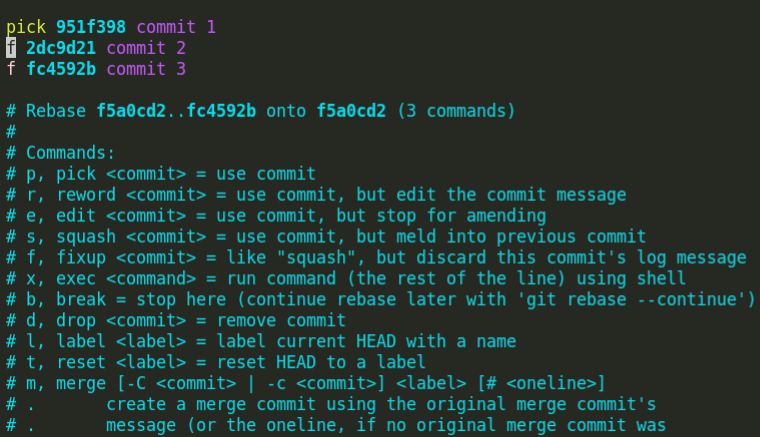 pick 951f398 commit 1
f 2dc9d21 commit 2
f fc4592b commit 3
# Rebase f5a0cd2..fc4592b onto f5a0cd2 (3 commands)
#
# Commands:
# p, pick <commit> = use commit
# r, reword <commit> = use commit, but edit the commit message
# e, edit <commit> = use commit, but stop for amending
# s, squash <commit> = use commit, but meld into previous commit
# f, fixup <commit> = like "squash", but discard this commit's log message
# x, exec <command> = run command (the rest of the line) using shell
# b, break = stop here (continue rebase later with 'git rebase --continue')
# d, drop <commit> = remove commit
# l, label <label> = label current HEAD with a name
# t, reset <label> = reset HEAD to a label
# m, merge [-C <commit> | -c <commit>] <label> [# <oneline>]
# .       create a merge commit using the original merge commit's
# .       message (or the oneline, if no original merge commit was